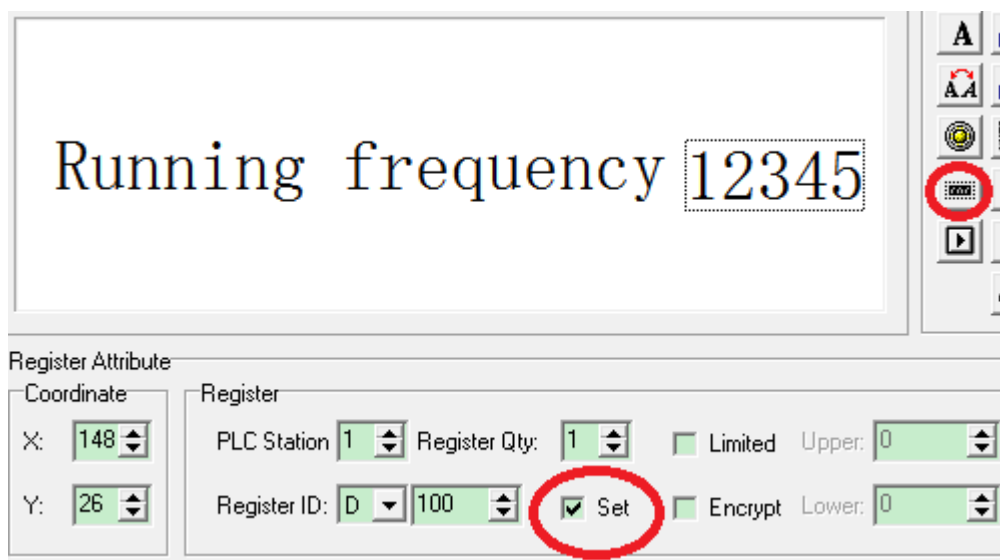 Running frequency 12345
A
AA
Register Attribute
Coordinate
Register
X: 148
PLC Station 1
Register Qty: 1
Limited
Upper: 0
Y: 26
Register ID: D 100
Set
Encrypt
Lower: 0